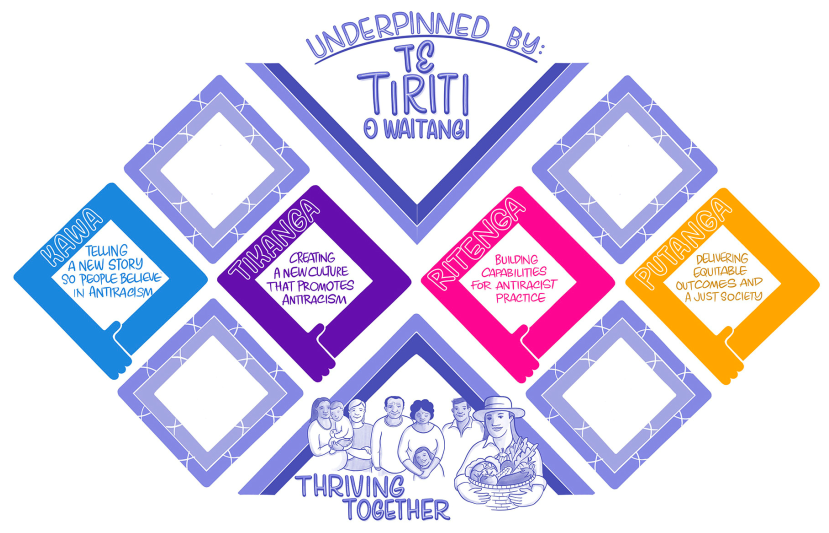 UNDERPINNED BY:
TE
TIRITI
O WAITANGI
KAWA
TELLING
A NEW STORY
SO PEOPLE BELIEVE
IN ANTIRACISM
TIKANGA
CREATING
A NEW CULTURE
THAT PROMOTES
ANTIRACISM
RITENGA
BUILDING
CAPABILITIES
FOR ANTIRACIST
PRACTICE
PUTANGA
DELIVERING
EQUITABLE
OUTCOMES AND
A JUST SOCIETY
THRIVING
TOGETHER